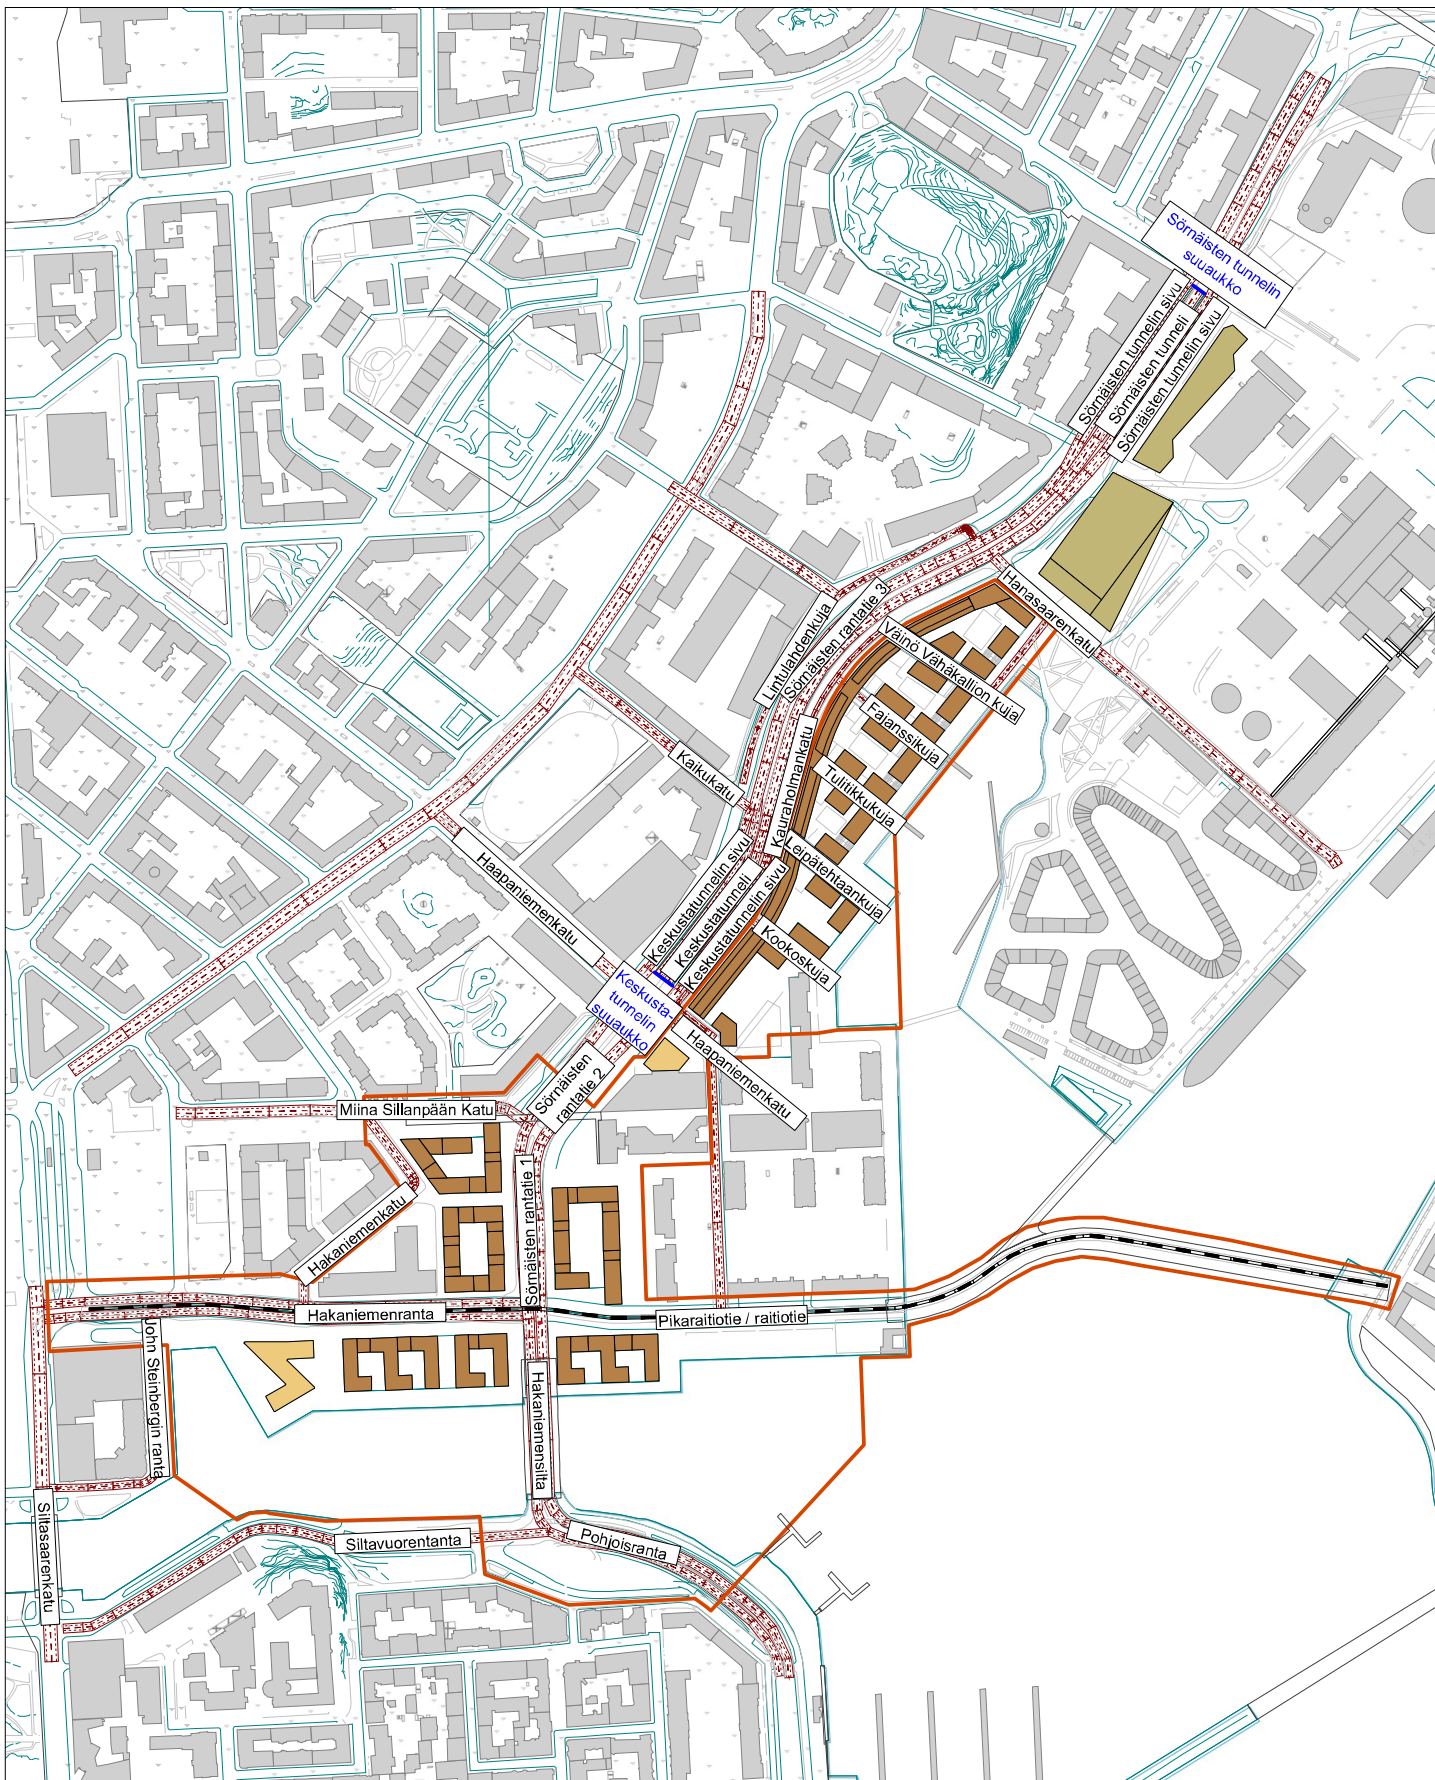 Sörnäisten tunnelin
suuaukko
Sörnäisten tunnelin sivu
Sörnäisten tunneli
Sörnäisten tunnelin sivu
Hanasaarenkatu
Lintulahdenkuja
Sörnäisten rantatie 3
Väinö Vähäkallion kuja
Fajanssikuja
Kaikukatu
Kauraholmankatu
Tulitikkukuja
Leipätehtaankuja
Haapaniemenkatu
Keskustatunnelin sivu
Keskustatunneli
Keskustatunnelin sivu
Kookoskuja
Keskusta-
tunnelin
suuaukko
Haapaniemenkatu
Sörnäisten
rantatie 2
Miina Sillanpään Katu
Hakaniemenkatu
Sörnäisten rantatie 1
Hakaniemenranta
Pikaraitiotie / raitiotie
John Steinbergin ranta
Hakaniemensilta
Siltasaarenkatu
Siltavuorentanta
Pohjoisranta